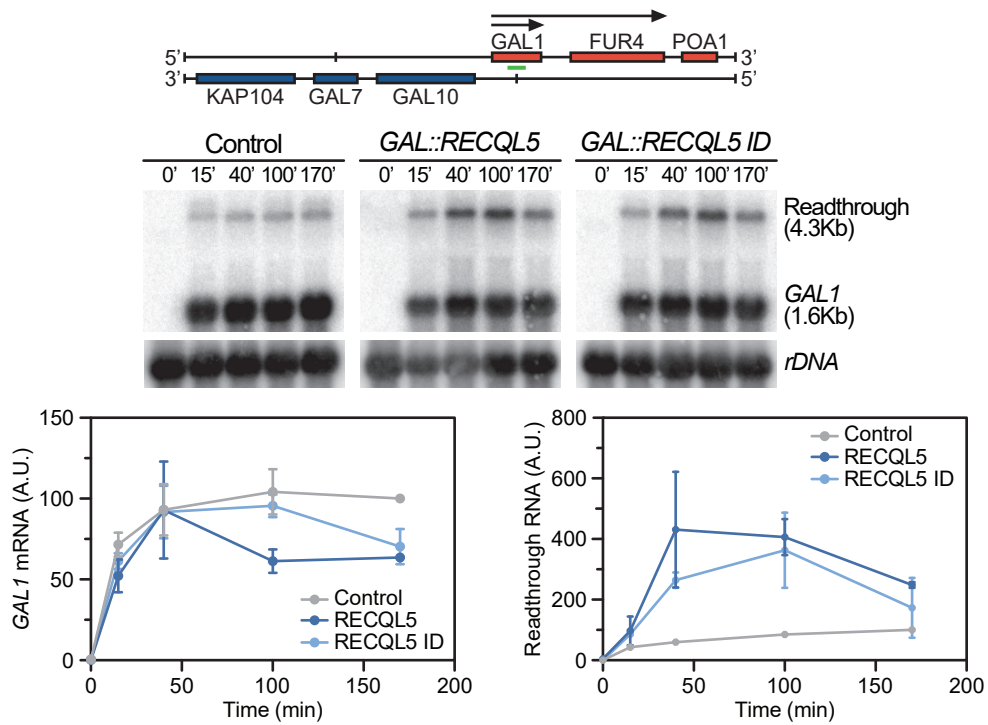 GAL1 FUR4 POA1
5' 3'
3' 5'
KAP104 GAL7 GAL10
Control GAL::RECQL5 GAL::RECQL5 ID
0' 15' 40' 100' 170' 0' 15' 40' 100' 170' 0' 15' 40' 100' 170'
Readthrough
(4.3Kb)
GAL1
(1.6Kb)
rDNA
GAL1 mRNA (A.U.)
150
100
50
0
0 50 100 150 200
Time (min)
Control
RECQL5
RECQL5 ID
Readthrough RNA (A.U.)
800
600
400
200
0
0 50 100 150 200
Time (min)
Control
RECQL5
RECQL5 ID